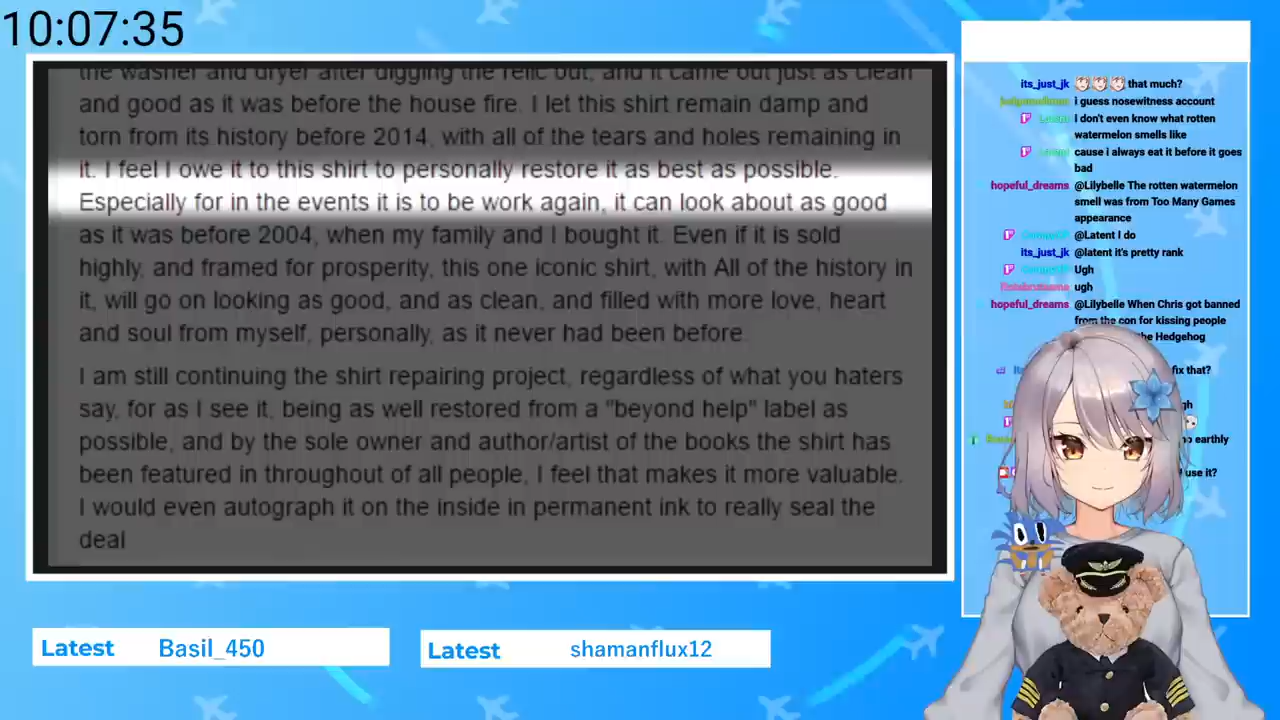 10:07:35
the washer and dryer after digging the relic out, and it came out just as clean
and good as it was before the house fire. I let this shirt remain damp and
torn from its history before 2014, with all of the tears and holes remaining in
it. I feel I owe it to this shirt to personally restore it as best as possible.
Especially for in the events it is to be work again, it can look about as good
as it was before 2004, when my family and I bought it. Even if it is sold
highly, and framed for prosperity, this one iconic shirt, with All of the history in
it, will go on looking as good, and as clean, and filled with more love, heart
and soul from myself, personally, as it never had been before.
I am still continuing the shirt repairing project, regardless of what you haters
say, for as I see it, being as well restored from a "beyond help" label as
possible, and by the sole owner and author/artist of the books the shirt has
been featured in throughout of all people, I feel that makes it more valuable.
I would even autograph it on the inside in permanent ink to really seal the
deal
its_just_jk that much?
i guess nosewitness account
I don't even know what rotten
watermelon smells like
cause i always eat it before it goes
bad
hopeful_dreams @Lilybelle The rotten watermelon
smell was from Too Many Games
appearance
@Latent I do
its_just_jk @latent it's pretty rank
Ugh
ugh
hopeful_dreams @Lilybelle When Chris got banned
from the con for kissing people
the Hedgehog
fix that?
earthly
use it?
Latest Basil_450
Latest shamanflux12